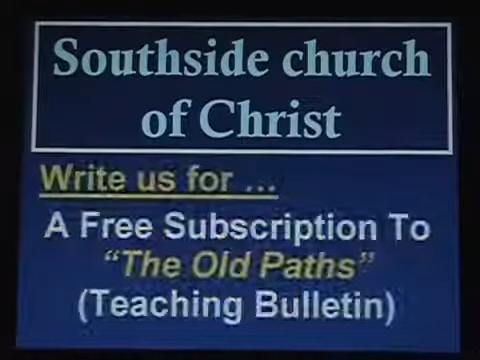 Southside church
of Christ
Write us for ...
A Free Subscription To
“The Old Paths”
(Teaching Bulletin)